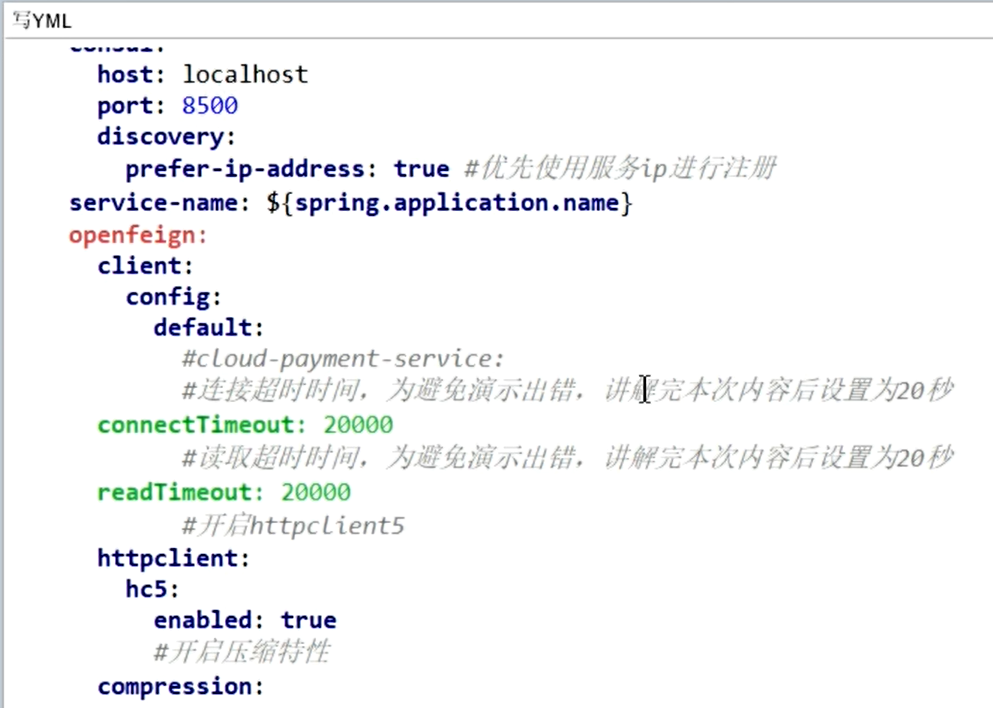 写YML
consul:
host: localhost
port: 8500
discovery:
prefer-ip-address: true #优先使用服务ip进行注册
service-name: ${spring.application.name}
openfeign:
client:
config:
default:
#cloud-payment-service:
#连接超时时间，为避免演示出错，讲解完本次内容后设置为20秒
connectTimeout: 20000
#读取超时时间，为避免演示出错，讲解完本次内容后设置为20秒
readTimeout: 20000
#开启httpclient5
httpclient:
hc5:
enabled: true
#开启压缩特性
compression: